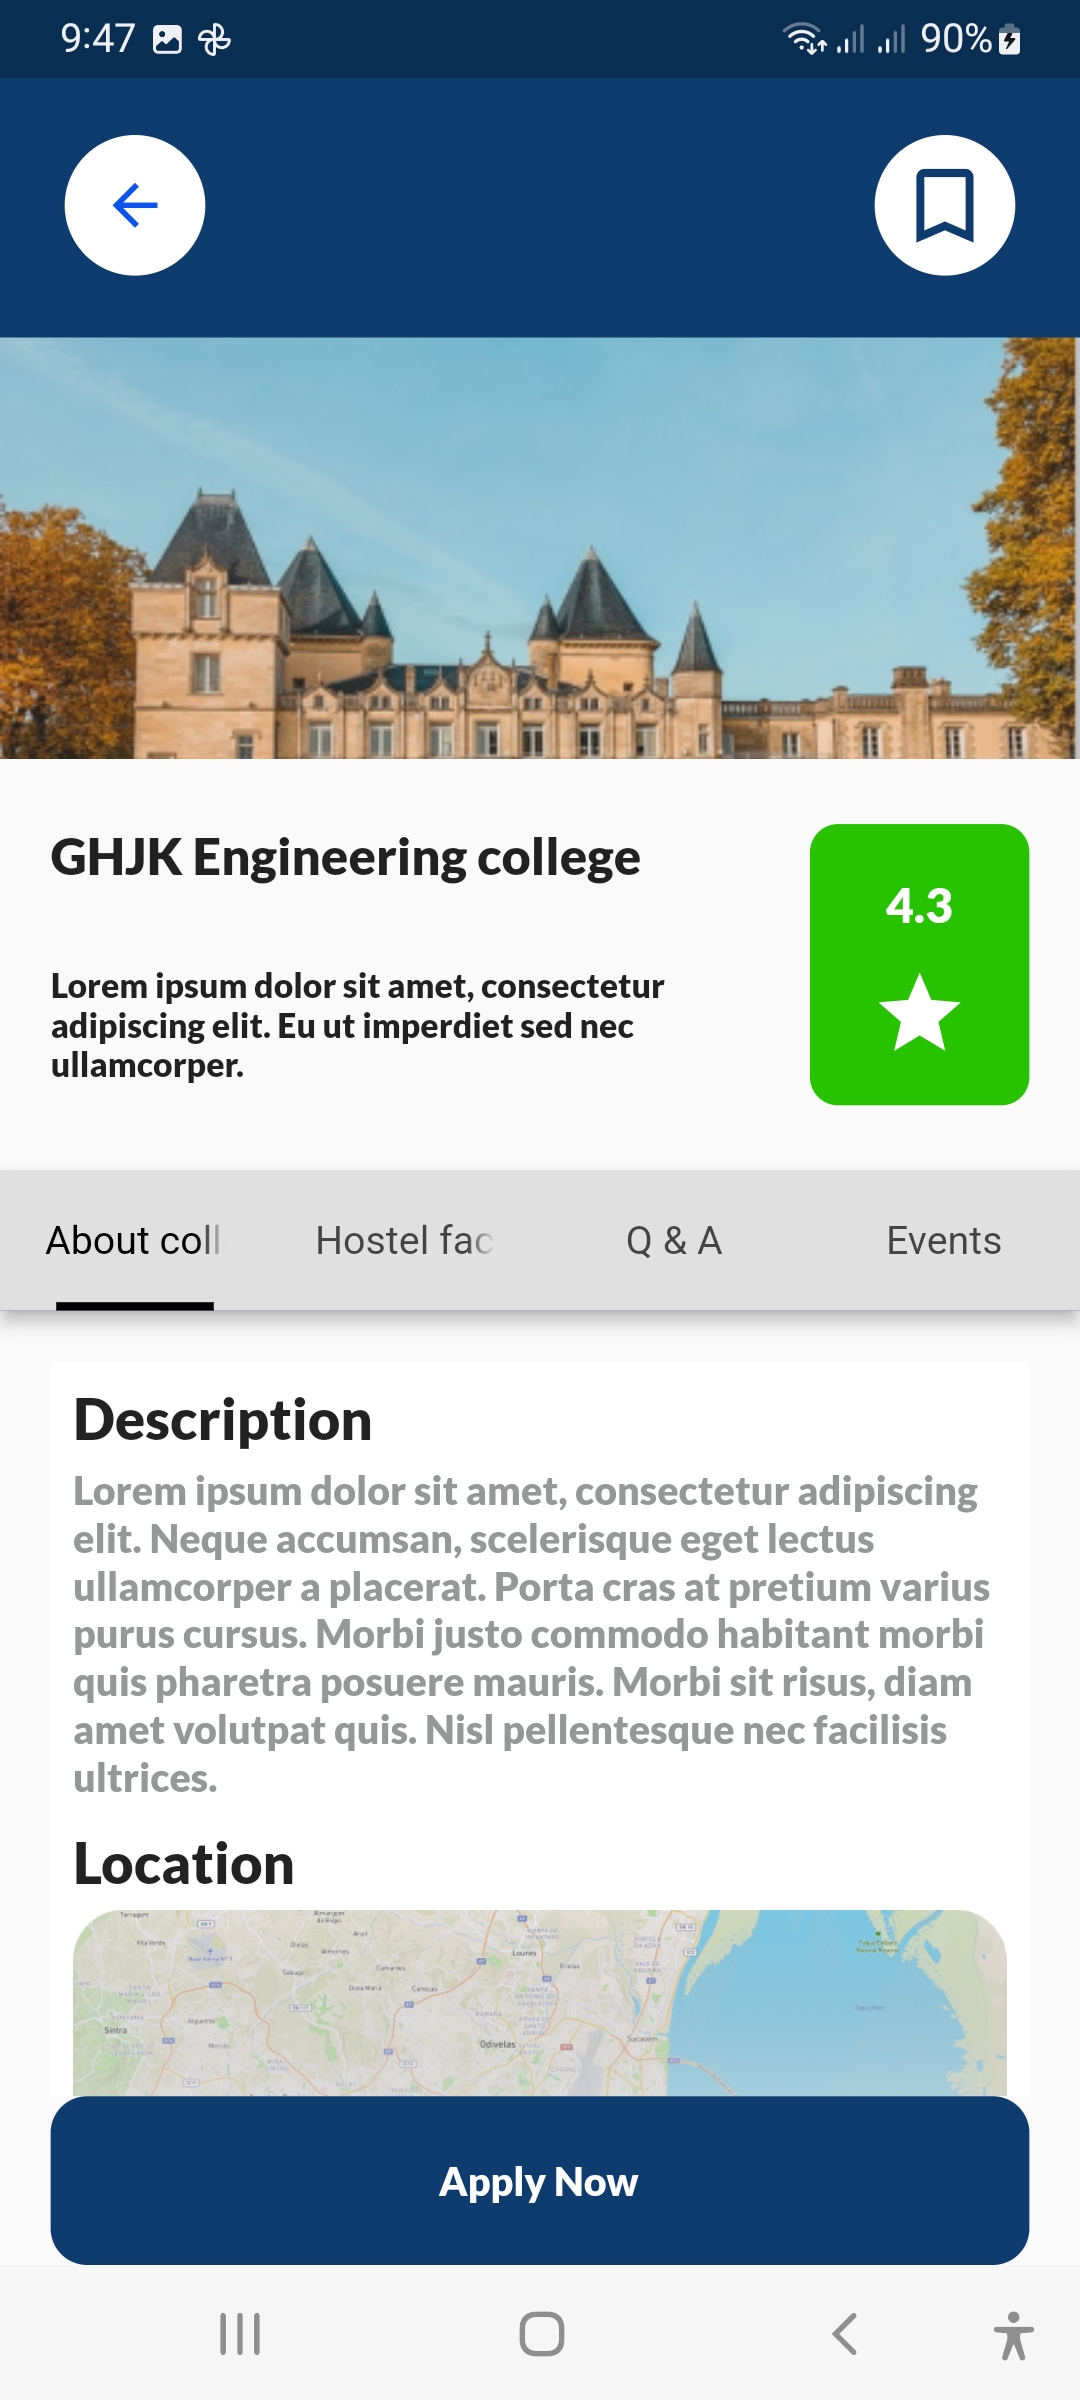 9:47
90%
GHJK Engineering college
4.3
Lorem ipsum dolor sit amet, consectetur
adipiscing elit. Eu ut imperdiet sed nec
ullamcorper.
About coll
Hostel fac
Q & A
Events
Description
Lorem ipsum dolor sit amet, consectetur adipiscing
elit. Neque accumsan, scelerisque eget lectus
ullamcorper a placerat. Porta cras at pretium varius
purus cursus. Morbi justo commodo habitant morbi
quis pharetra posuere mauris. Morbi sit risus, diam
amet volutpat quis. Nisl pellentesque nec facilisis
ultrices.
Location
Loures
Sintra
Odivelas
Sacavém
Apply Now